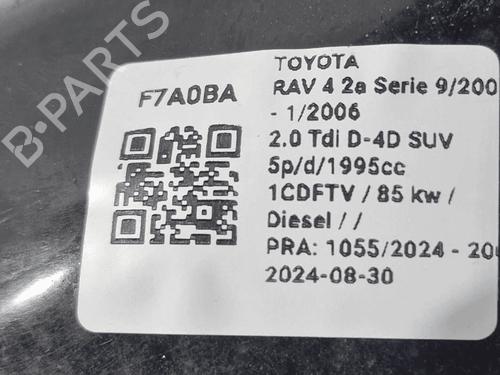 B-PARTS
F7A0BA
TOYOTA
RAV 4 2a Serie 9/200
- 1/2006
2.0 Tdi D-4D SUV
5p/d/1995cc
1CDFTV / 85 kw /
Diesel / /
PRA: 1055/2024 - 20
2024-08-30